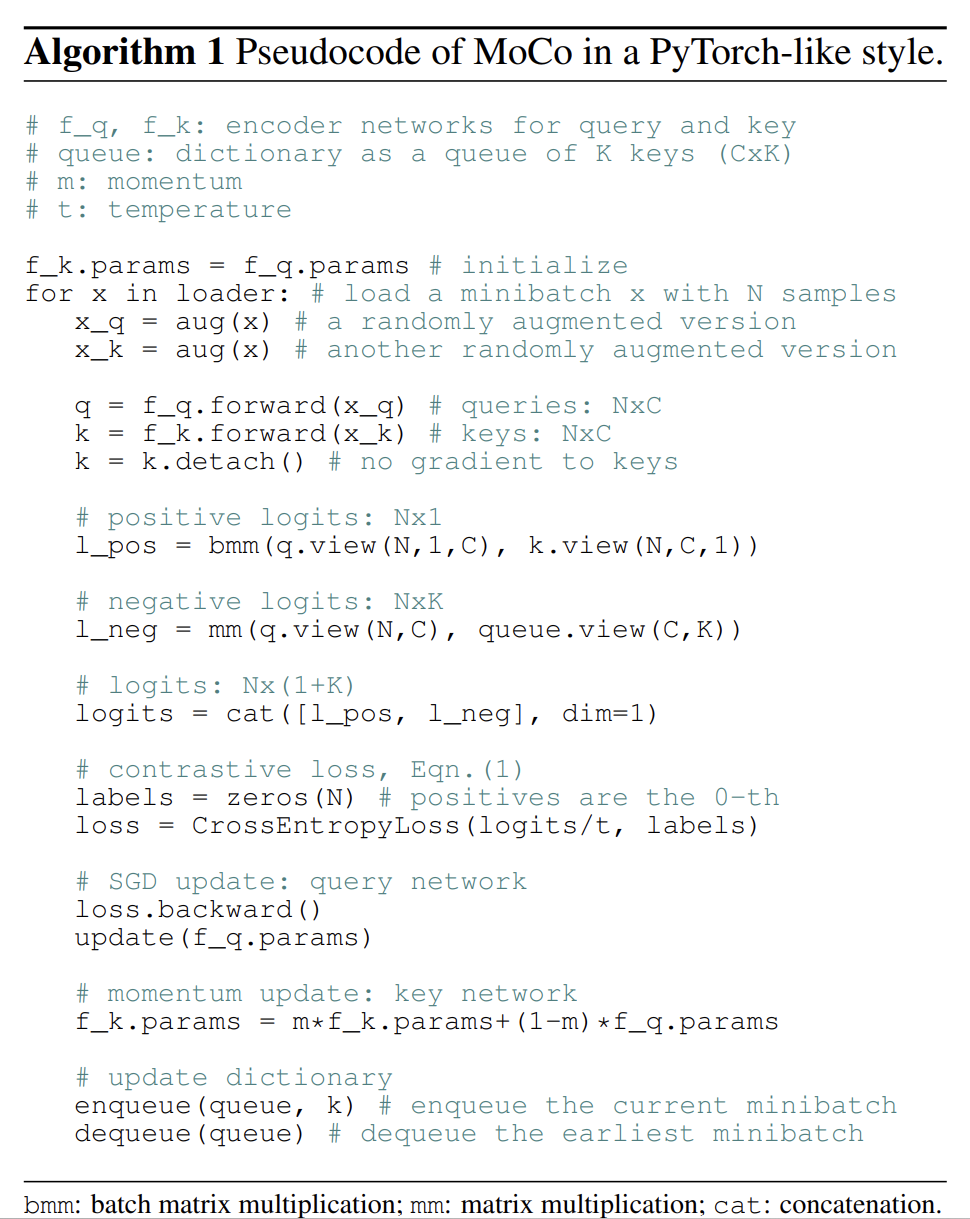 Algorithm 1 Pseudocode of MoCo in a PyTorch-like style.
# f_q, f_k: encoder networks for query and key
# queue: dictionary as a queue of K keys (CxK)
# m: momentum
# t: temperature
f_k.params = f_q.params # initialize
for x in loader: # load a minibatch x with N samples
x_q = aug(x) # a randomly augmented version
x_k = aug(x) # another randomly augmented version
q = f_q.forward(x_q) # queries: NxC
k = f_k.forward(x_k) # keys: NxC
k = k.detach() # no gradient to keys
# positive logits: Nx1
l_pos = bmm(q.view(N,1,C), k.view(N,C,1))
# negative logits: NxK
l_neg = mm(q.view(N,C), queue.view(C,K))
# logits: Nx(1+K)
logits = cat([l_pos, l_neg], dim=1)
# contrastive loss, Eqn.(1)
labels = zeros(N) # positives are the 0-th
loss = CrossEntropyLoss(logits/t, labels)
# SGD update: query network
loss.backward()
update(f_q.params)
# momentum update: key network
f_k.params = m*f_k.params+(1-m)*f_q.params
# update dictionary
enqueue(queue, k) # enqueue the current minibatch
dequeue(queue) # dequeue the earliest minibatch
bmm: batch matrix multiplication; mm: matrix multiplication; cat: concatenation.